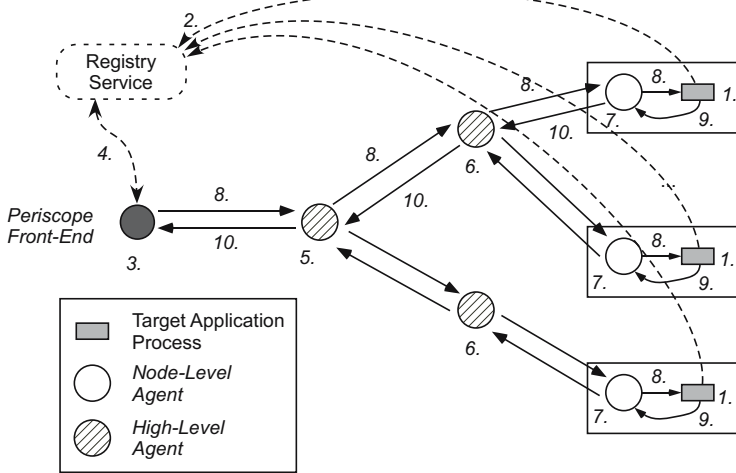 2.
Registry
Service
8.
8.
1.
7.
9.
4.
10.
8.
6.
10.
8.
Periscope
Front-End
10.
3.
5.
8.
1.
7.
9.
6.
Target Application
Process
Node-Level
Agent
High-Level
Agent
8.
1.
7.
9.